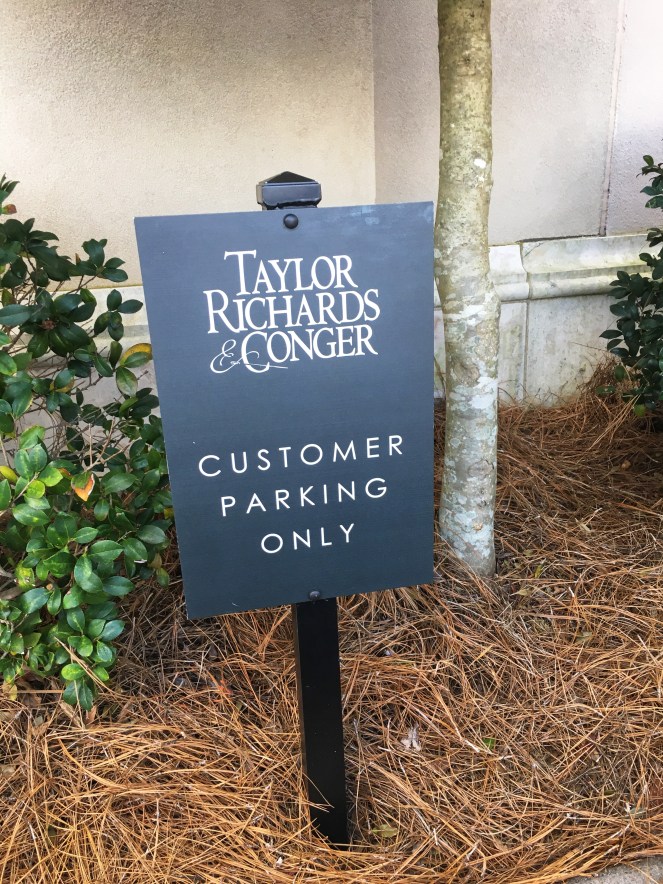 TAYLOR
RICHARDS
& CONGER
CUSTOMER
PARKING
ONLY